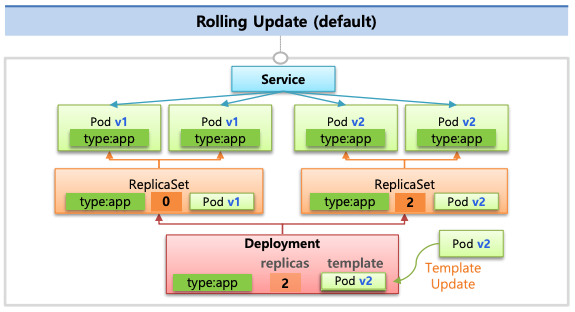 Rolling Update (default)
Service
Pod v1
type:app
Pod v1
type:app
Pod v2
type:app
Pod v2
type:app
ReplicaSet
type:app 0 Pod v1
ReplicaSet
type:app 2 Pod v2
Deployment
replicas template
type:app 2 Pod v2
Pod v2
Template
Update